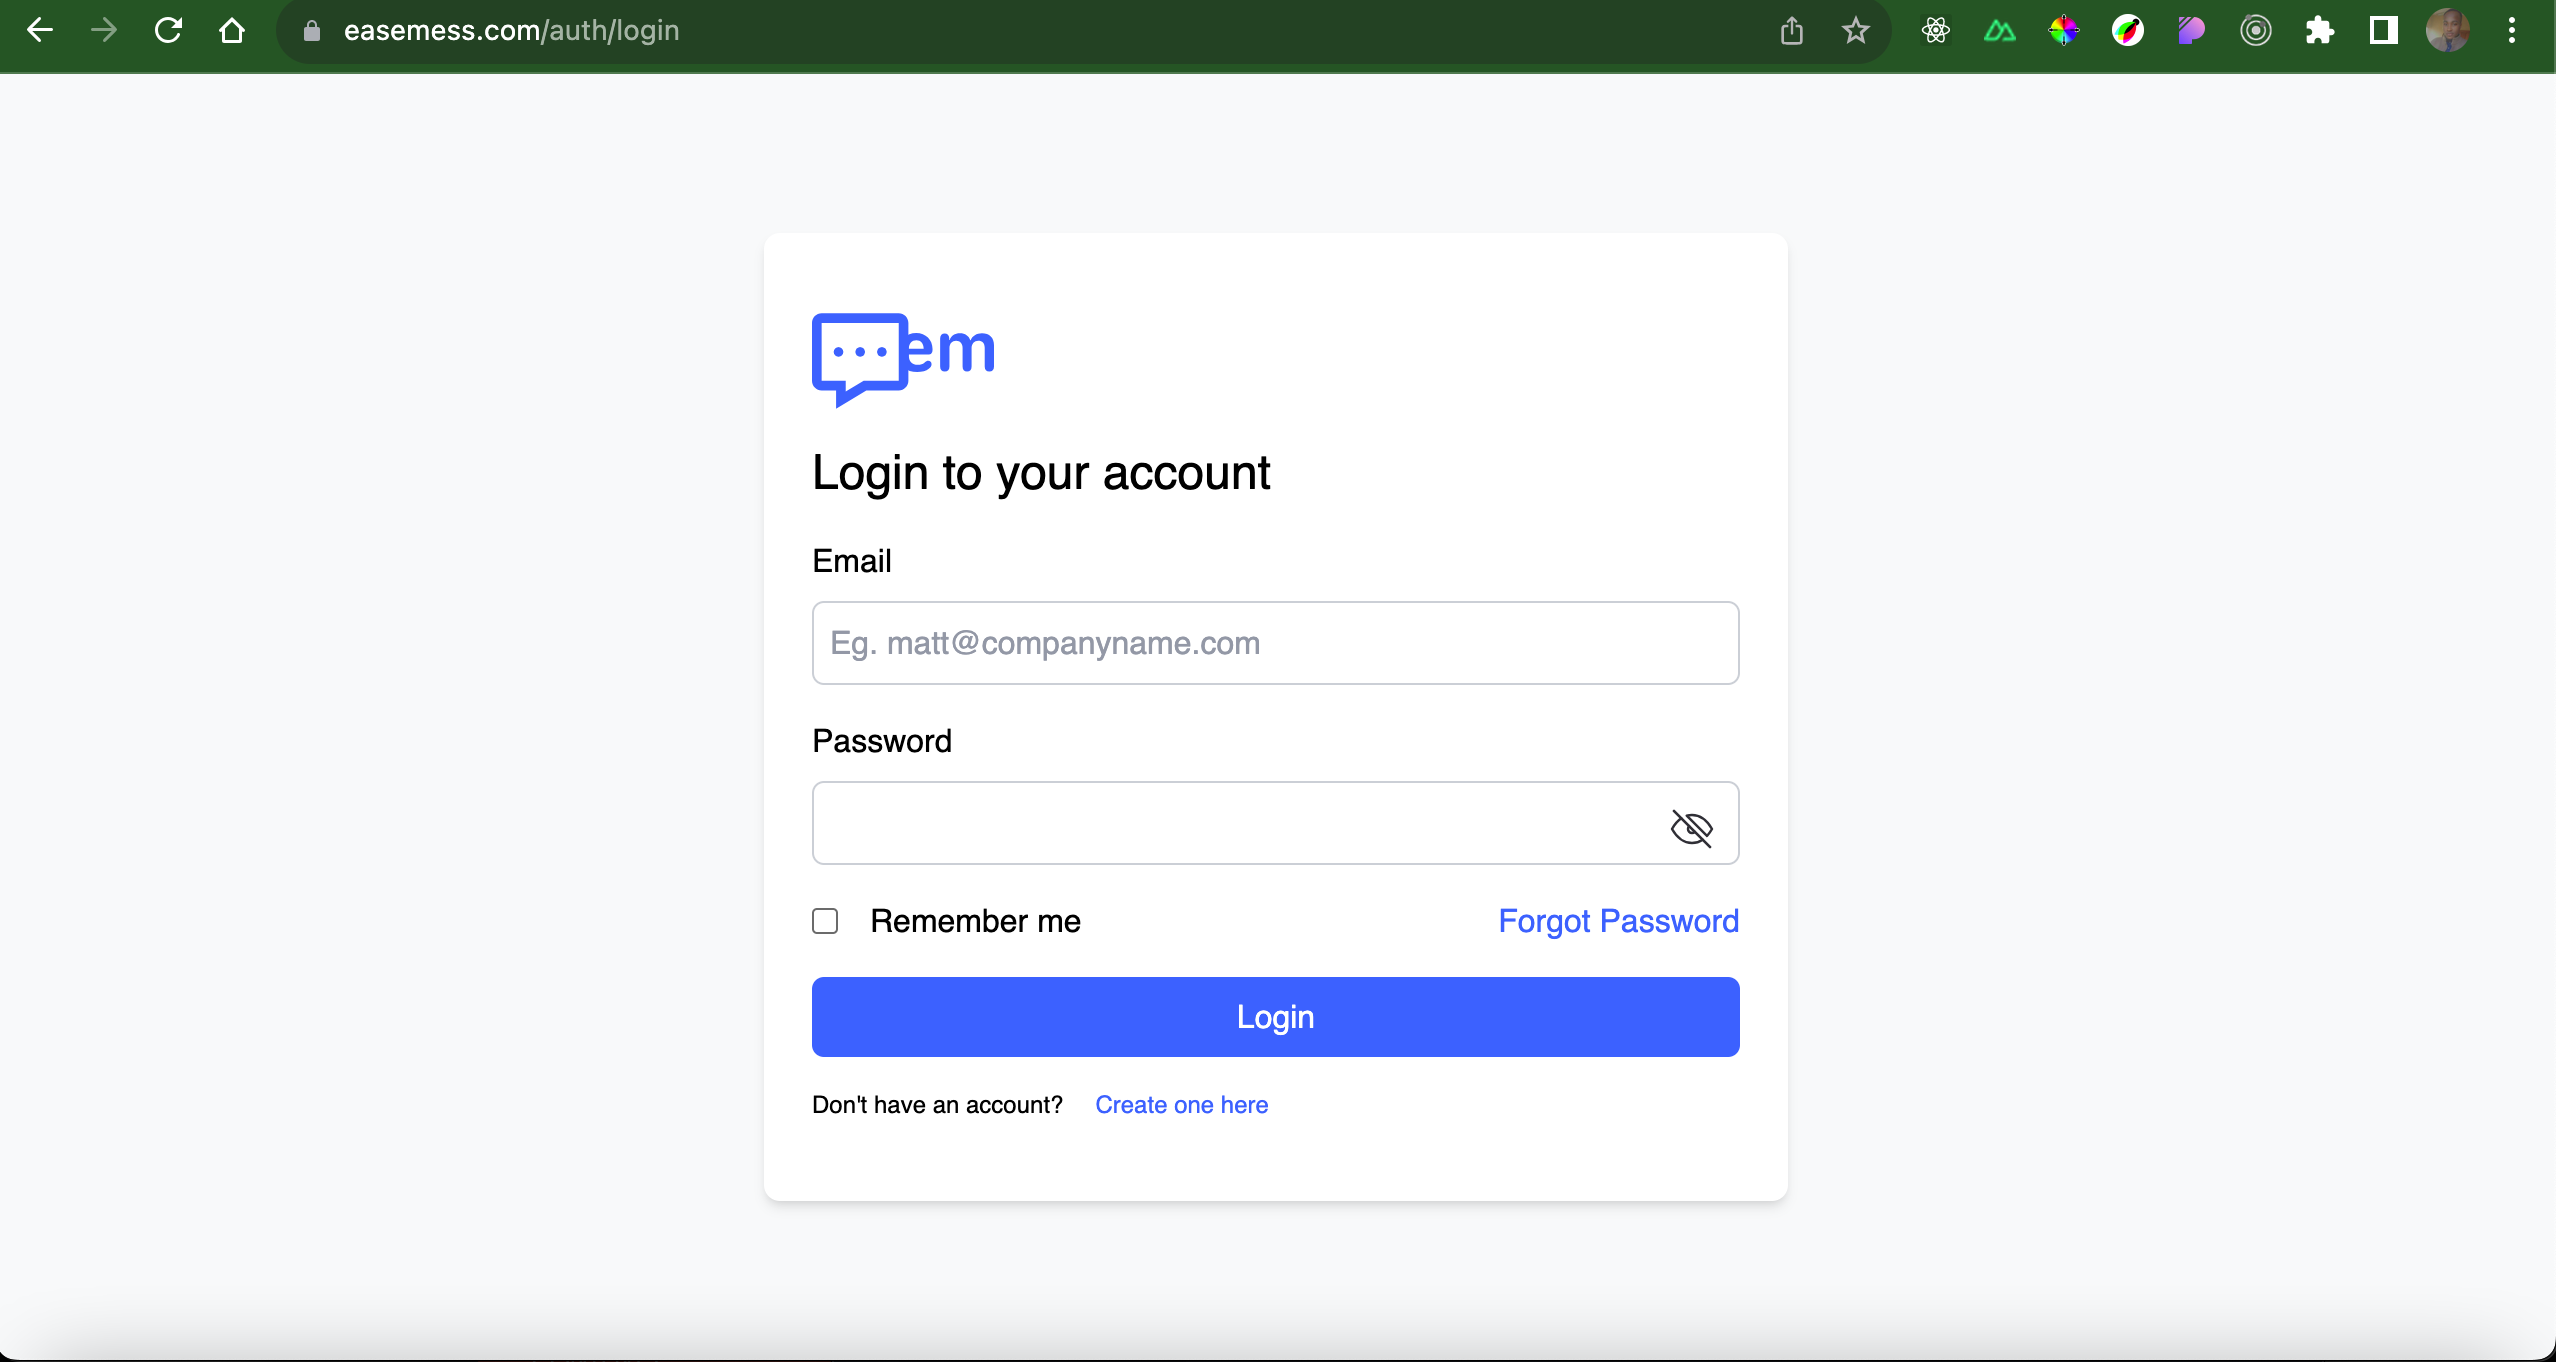 easemess.com/auth/login
em
Login to your account
Email
Eg. matt@companyname.com
Password
Remember me
Forgot Password
Login
Don't have an account? Create one here